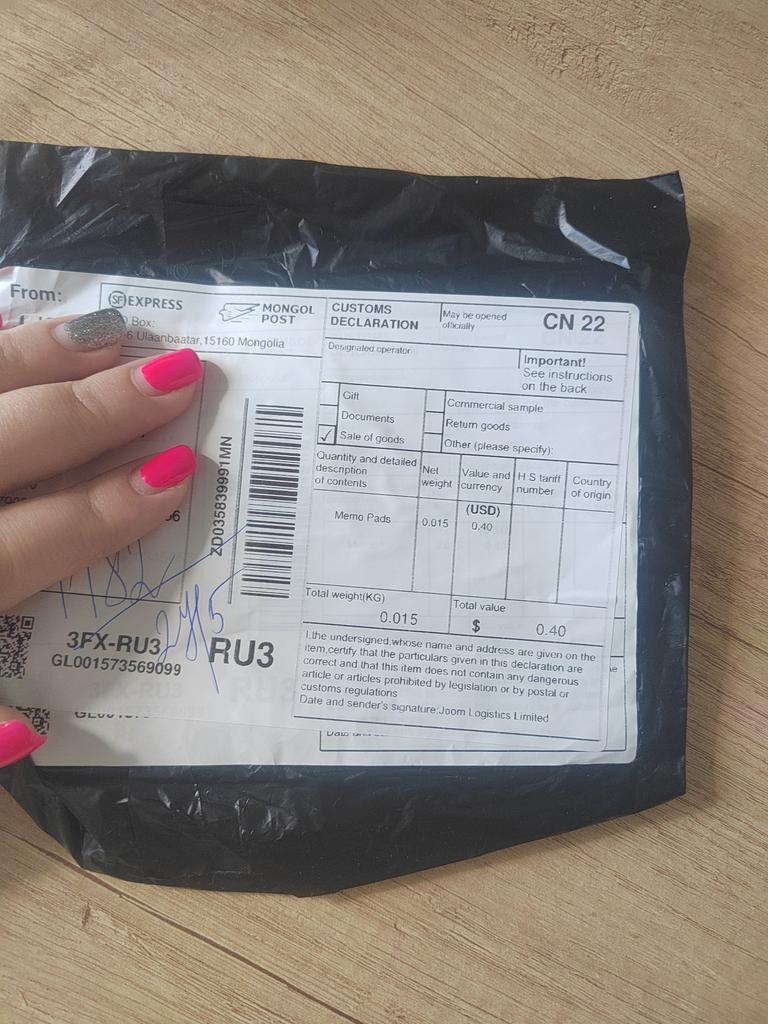 From:
SF EXPRESS
MONGOL
POST
Box:
6 Ulaanbaatar,15160 Mongolia
CUSTOMS
DECLARATION
May be opened
officially
CN 22
Designated operator
Important!
See instructions
on the back
Gift
Documents
✓ Sale of goods
Commercial sample
Return goods
Other (please specify):
Quantity and detailed
description
of contents
Net
weight
Value and
currency
H S tariff
number
Country
of origin
(USD)
Memo Pads 0.015 0.40
Total weight(KG)
0.015
Total value
$ 0.40
I,the undersigned,whose name and address are given on the
item,certify that the particulars given in this declaration are
correct and that this item does not contain any dangerous
article or articles prohibited by legislation or by postal or
customs regulations
Date and sender's signature:Joom Logistics Limited
ZD035839991MN
1182
3FX-RU3
GL001573569099
RU3